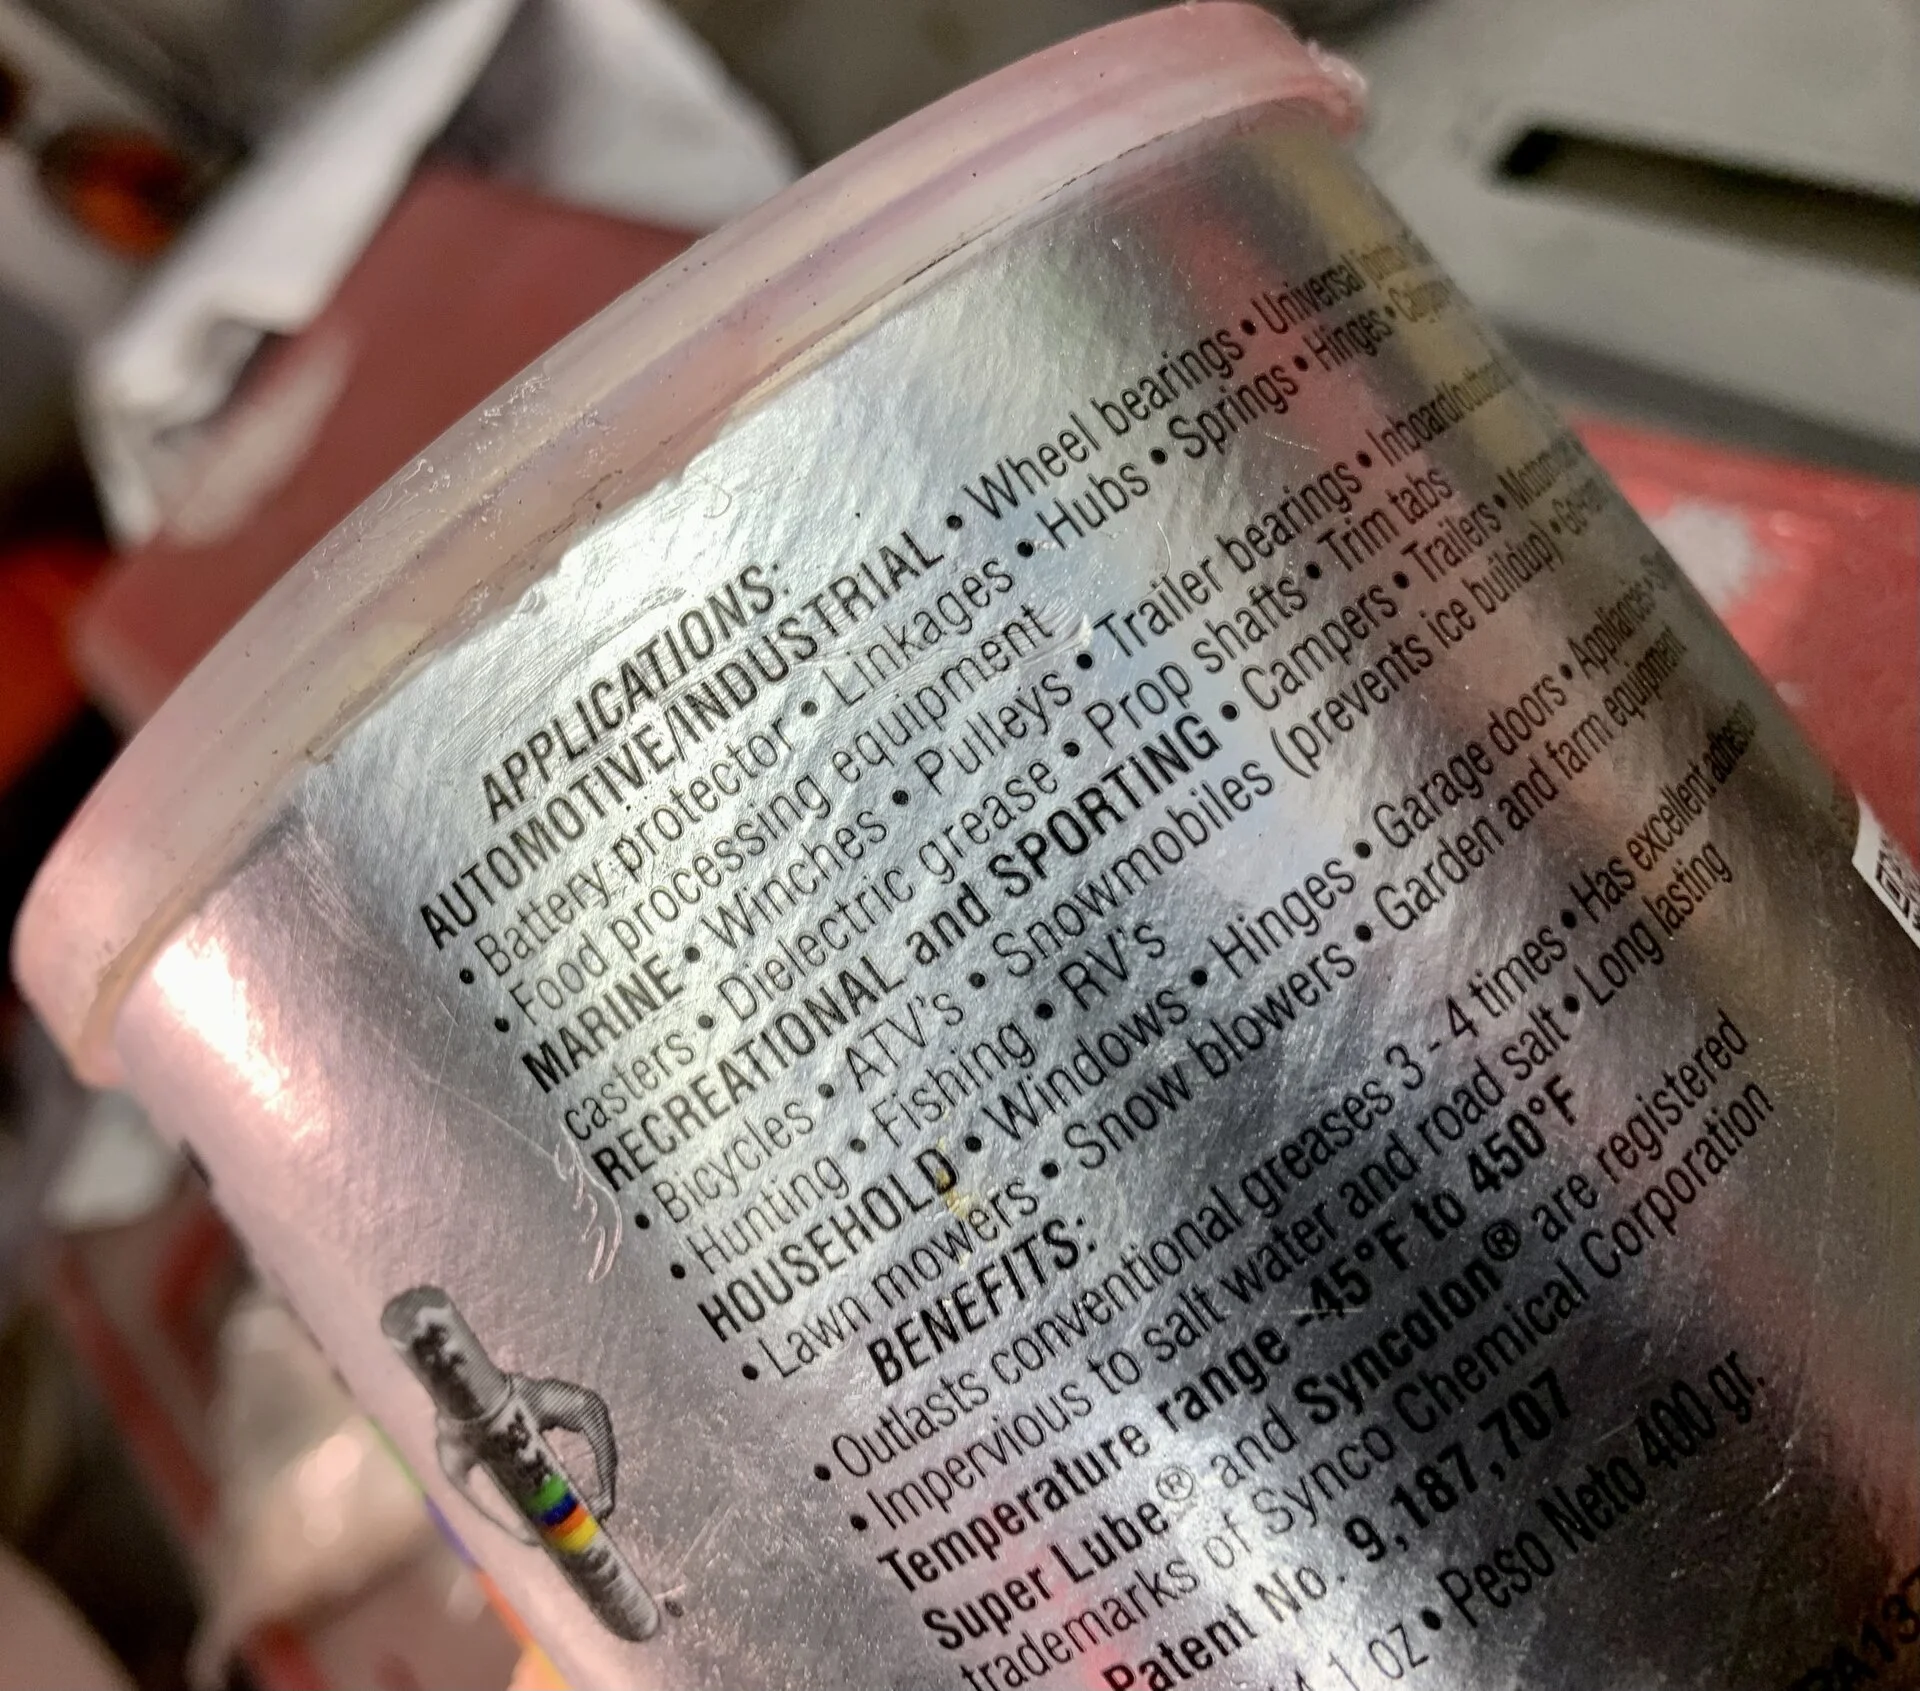 APPLICATIONS:
AUTOMOTIVE/INDUSTRIAL • Wheel bearings • Universal joints
• Battery protector • Linkages • Hubs • Springs • Hinges •
• Food processing equipment
MARINE • Winches • Pulleys • Trailer bearings • Inboard/outboard
casters • Dielectric grease • Prop shafts • Trim tabs
RECREATIONAL and SPORTING • Campers • Trailers •
• Bicycles • ATV's • Snowmobiles (prevents ice buildup) •
• Hunting • Fishing • RV's
HOUSEHOLD • Windows • Hinges • Garage doors • Appliances •
• Lawn mowers • Snow blowers • Garden and farm equipment
BENEFITS:
• Outlasts conventional greases 3 - 4 times • Has excellent
• Impervious to salt water and road salt • Long lasting
Temperature range -45°F to 450°F
Super Lube® and Syncolon® are registered
trademarks of Synco Chemical Corporation
Patent No. 9,187,707
oz • Peso Neto 400 gr.